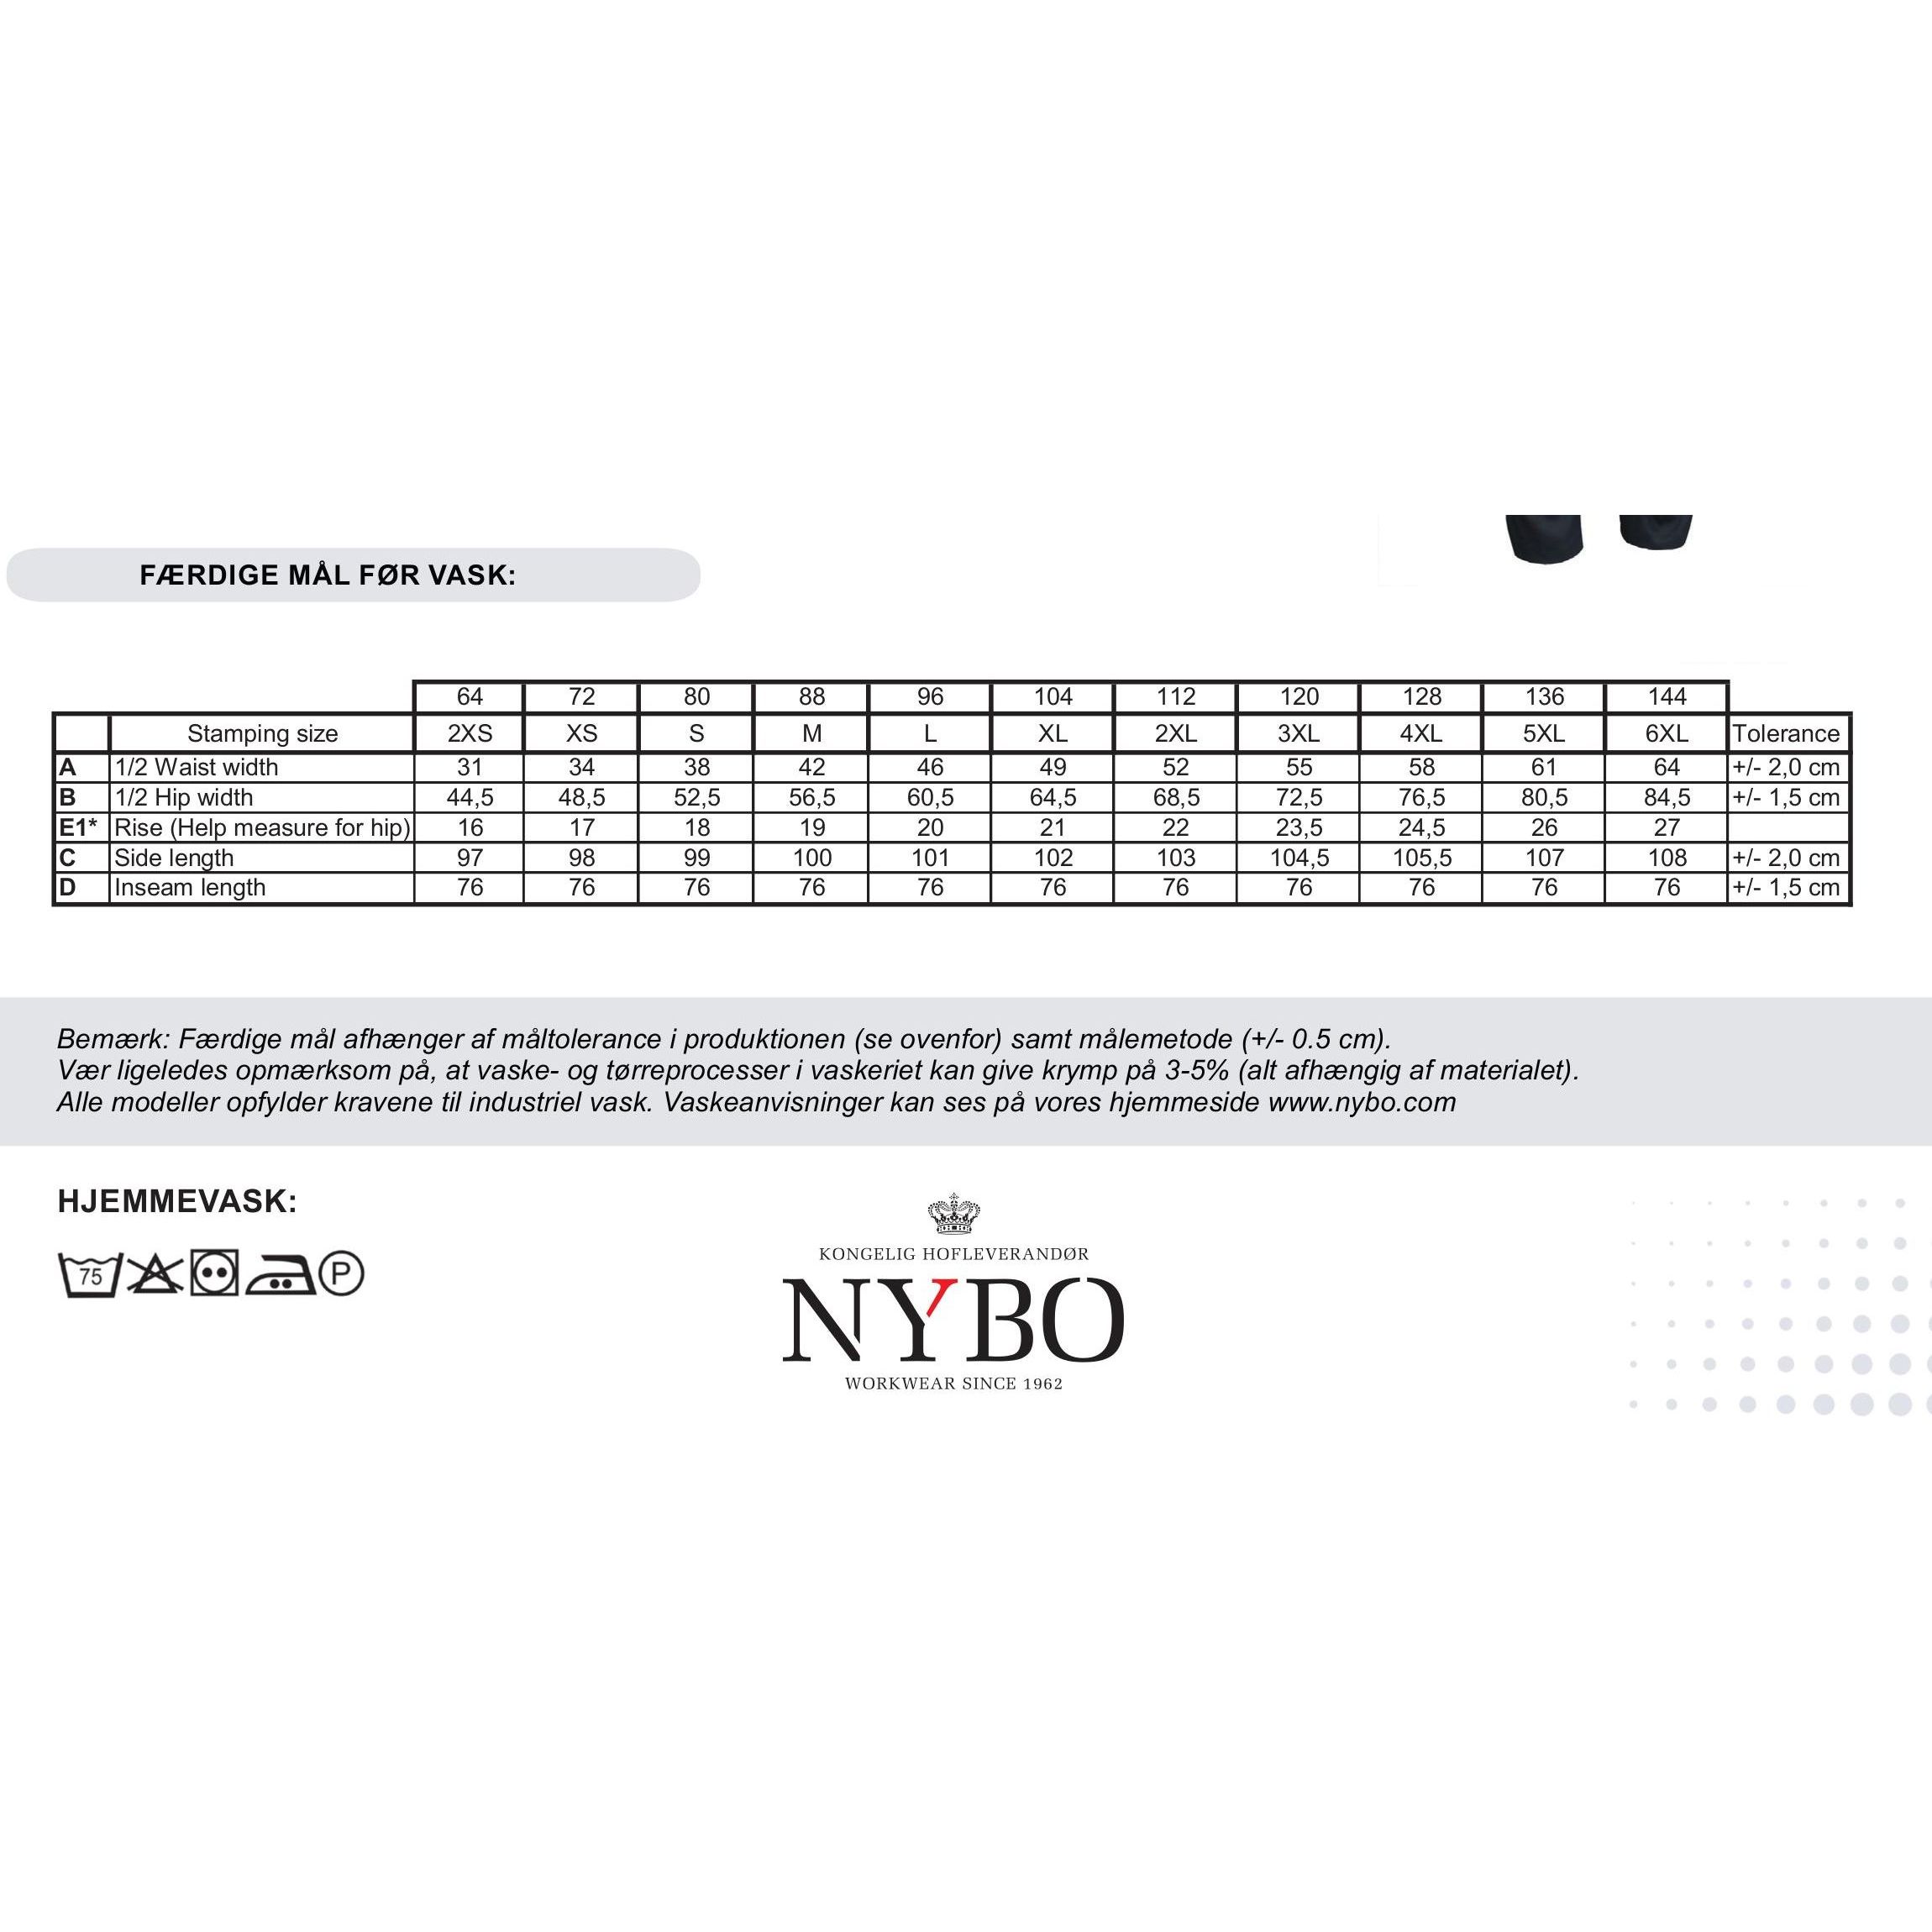 FÆRDIGE MÅL FØR VASK:
64 72 80 88 96 104 112 120 128 136 144
Stamping size 2XS XS S M L XL 2XL 3XL 4XL 5XL 6XL Tolerance
A 1/2 Waist width 31 34 38 42 46 49 52 55 58 61 64 +/- 2,0 cm
B 1/2 Hip width 44,5 48,5 52,5 56,5 60,5 64,5 68,5 72,5 76,5 80,5 84,5 +/- 1,5 cm
E1* Rise (Help measure for hip) 16 17 18 19 20 21 22 23,5 24,5 26 27
C Side length 97 98 99 100 101 102 103 104,5 105,5 107 108 +/- 2,0 cm
D Inseam length 76 76 76 76 76 76 76 76 76 76 76 +/- 1,5 cm
Bemærk: Færdige mål afhænger af måltolerance i produktionen (se ovenfor) samt målemetode (+/- 0.5 cm).
Vær ligeledes opmærksom på, at vaske- og tørreprocesser i vaskeriet kan give krymp på 3-5% (alt afhængig af materialet).
Alle modeller opfylder kravene til industriel vask. Vaskeanvisninger kan ses på vores hjemmeside www.nybo.com
HJEMMEVASK:
75 P
KONGELIG HOFLEVERANDØR
NYBO
WORKWEAR SINCE 1962